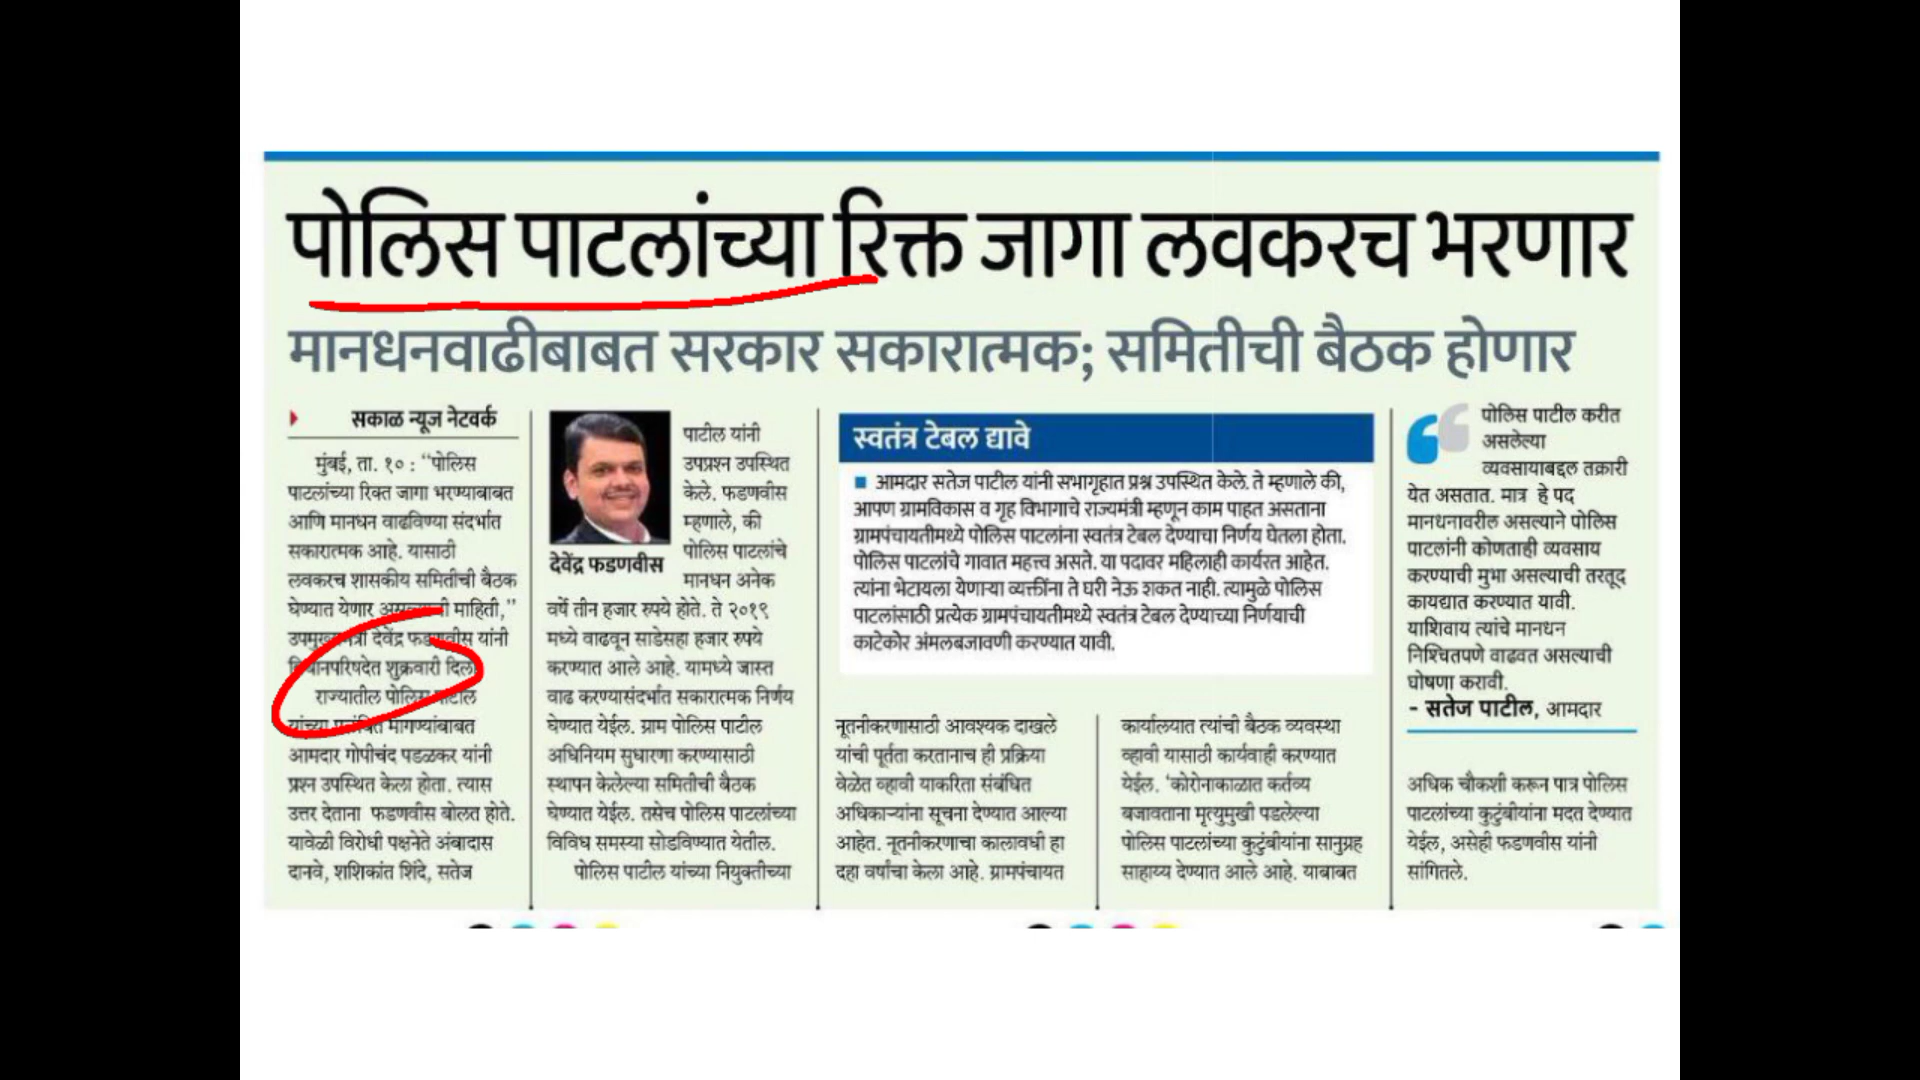 पोलिस पाटलांच्या रिक्त जागा लवकरच भरणार
मानधनवाढीबाबत सरकार सकारात्मक; समितीची बैठक होणार
सकाळ न्यूज नेटवर्क
मुंबई, ता. १० : “पोलिस
पाटलांच्या रिक्त जागा भरण्याबाबत
आणि मानधन वाढविण्या संदर्भात
सकारात्मक आहे. यासाठी
लवकरच शासकीय समितीची बैठक
घेण्यात येणार माहिती,”
उपमुख्यमंत्री देवेंद्र फडणवीस यांनी
विधानपरिषदेत शुक्रवारी दिली
राज्यातील पोलिस पाटील
यांच्या मागण्यांबाबत
आमदार गोपीचंद पडळकर यांनी
प्रश्न उपस्थित केला होता. त्यास
उत्तर देताना फडणवीस बोलत होते.
यावेळी विरोधी पक्षनेते अंबादास
दानवे, शशिकांत शिंदे, सतेज
देवेंद्र फडणवीस
पाटील यांनी
उपप्रश्न उपस्थित
केले. फडणवीस
म्हणाले, की
पोलिस पाटलांचे
मानधन अनेक
वर्षे तीन हजार रुपये होते. ते २०१९
मध्ये वाढवून साडेसहा हजार रुपये
करण्यात आले आहे. यामध्ये जास्त
वाढ करण्यासंदर्भात सकारात्मक निर्णय
घेण्यात येईल. ग्राम पोलिस पाटील
अधिनियम सुधारणा करण्यासाठी
स्थापन केलेल्या समितीची बैठक
घेण्यात येईल. तसेच पोलिस पाटलांच्या
विविध समस्या सोडविण्यात येतील.
पोलिस पाटील यांच्या नियुक्तीच्या
स्वतंत्र टेबल द्यावे
■ आमदार सतेज पाटील यांनी सभागृहात प्रश्न उपस्थित केले. ते म्हणाले की,
आपण ग्रामविकास व गृह विभागाचे राज्यमंत्री म्हणून काम पाहत असताना
ग्रामपंचायतीमध्ये पोलिस पाटलांना स्वतंत्र टेबल देण्याचा निर्णय घेतला होता.
पोलिस पाटलांचे गावात महत्त्व असते. या पदावर महिलाही कार्यरत आहेत.
त्यांना भेटायला येणाऱ्या व्यक्तींना ते घरी नेऊ शकत नाही. त्यामुळे पोलिस
पाटलांसाठी प्रत्येक ग्रामपंचायतीमध्ये स्वतंत्र टेबल देण्याच्या निर्णयाची
काटेकोर अंमलबजावणी करण्यात यावी.
नूतनीकरणासाठी आवश्यक दाखले
यांची पूर्तता करतानाच ही प्रक्रिया
वेळेत व्हावी याकरिता संबंधित
अधिकाऱ्यांना सूचना देण्यात आल्या
आहेत. नूतनीकरणाचा कालावधी हा
दहा वर्षांचा केला आहे. ग्रामपंचायत
कार्यालयात त्यांची बैठक व्यवस्था
व्हावी यासाठी कार्यवाही करण्यात
येईल. ‘कोरोनाकाळात कर्तव्य
बजावताना मृत्युमुखी पडलेल्या
पोलिस पाटलांच्या कुटुंबीयांना सानुग्रह
साहाय्य देण्यात आले आहे. याबाबत
पोलिस पाटील करीत
असलेल्या
व्यवसायाबद्दल तक्रारी
येत असतात. मात्र हे पद
मानधनावरील असल्याने पोलिस
पाटलांनी कोणताही व्यवसाय
करण्याची मुभा असल्याची तरतूद
कायद्यात करण्यात यावी.
याशिवाय त्यांचे मानधन
निश्चितपणे वाढवत असल्याची
घोषणा करावी.
- सतेज पाटील, आमदार
अधिक चौकशी करून पात्र पोलिस
पाटलांच्या कुटुंबीयांना मदत देण्यात
येईल, असेही फडणवीस यांनी
सांगितले.